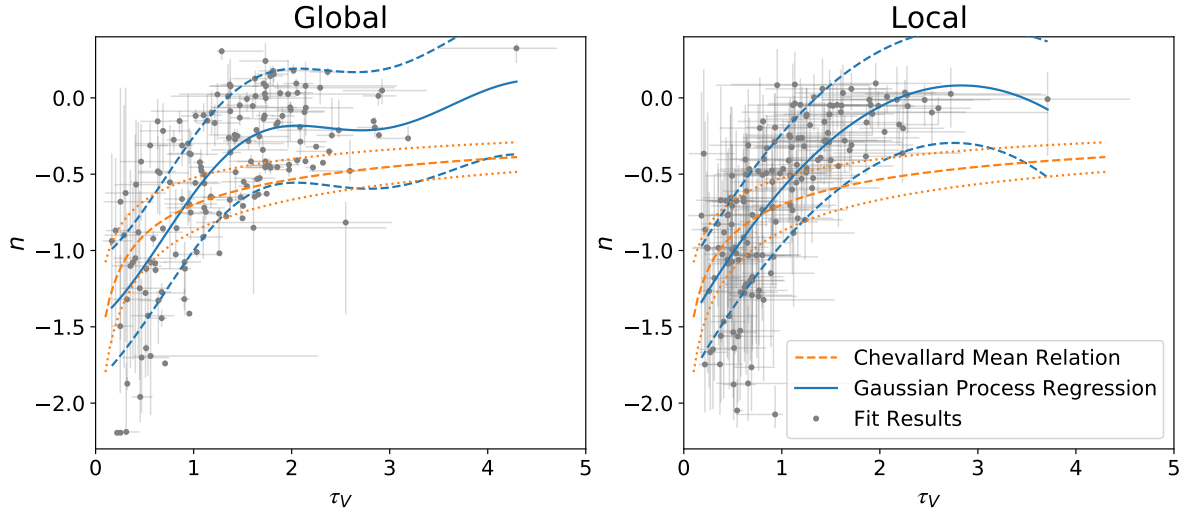 Global
Local
0.0
−0.5
−1.0
−1.5
−2.0
n
0
1
2
3
4
5
τV
0.0
−0.5
−1.0
−1.5
−2.0
n
0
1
2
3
4
5
τV
Chevallard Mean Relation
Gaussian Process Regression
Fit Results